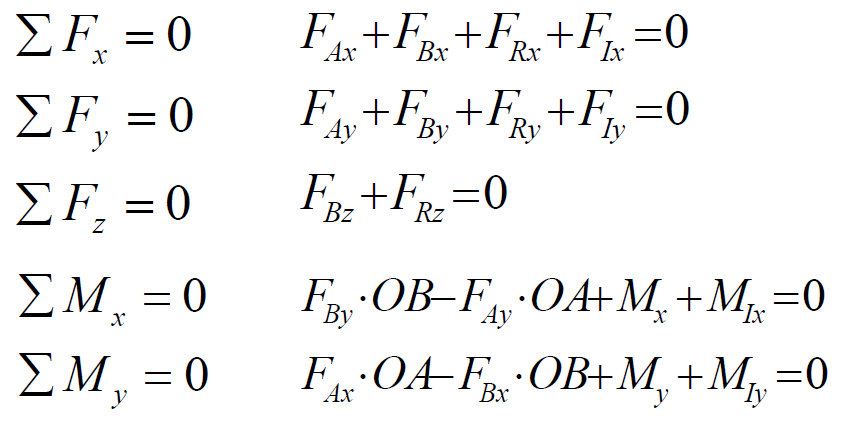 ∑ F_x = 0 F_Ax + F_Bx + F_Rx + F_Ix = 0
∑ F_y = 0 F_Ay + F_By + F_Ry + F_Iy = 0
∑ F_z = 0 F_Bz + F_Rz = 0
∑ M_x = 0 F_By · OB − F_Ay · OA + M_x + M_Ix = 0
∑ M_y = 0 F_Ax · OA − F_Bx · OB + M_y + M_Iy = 0